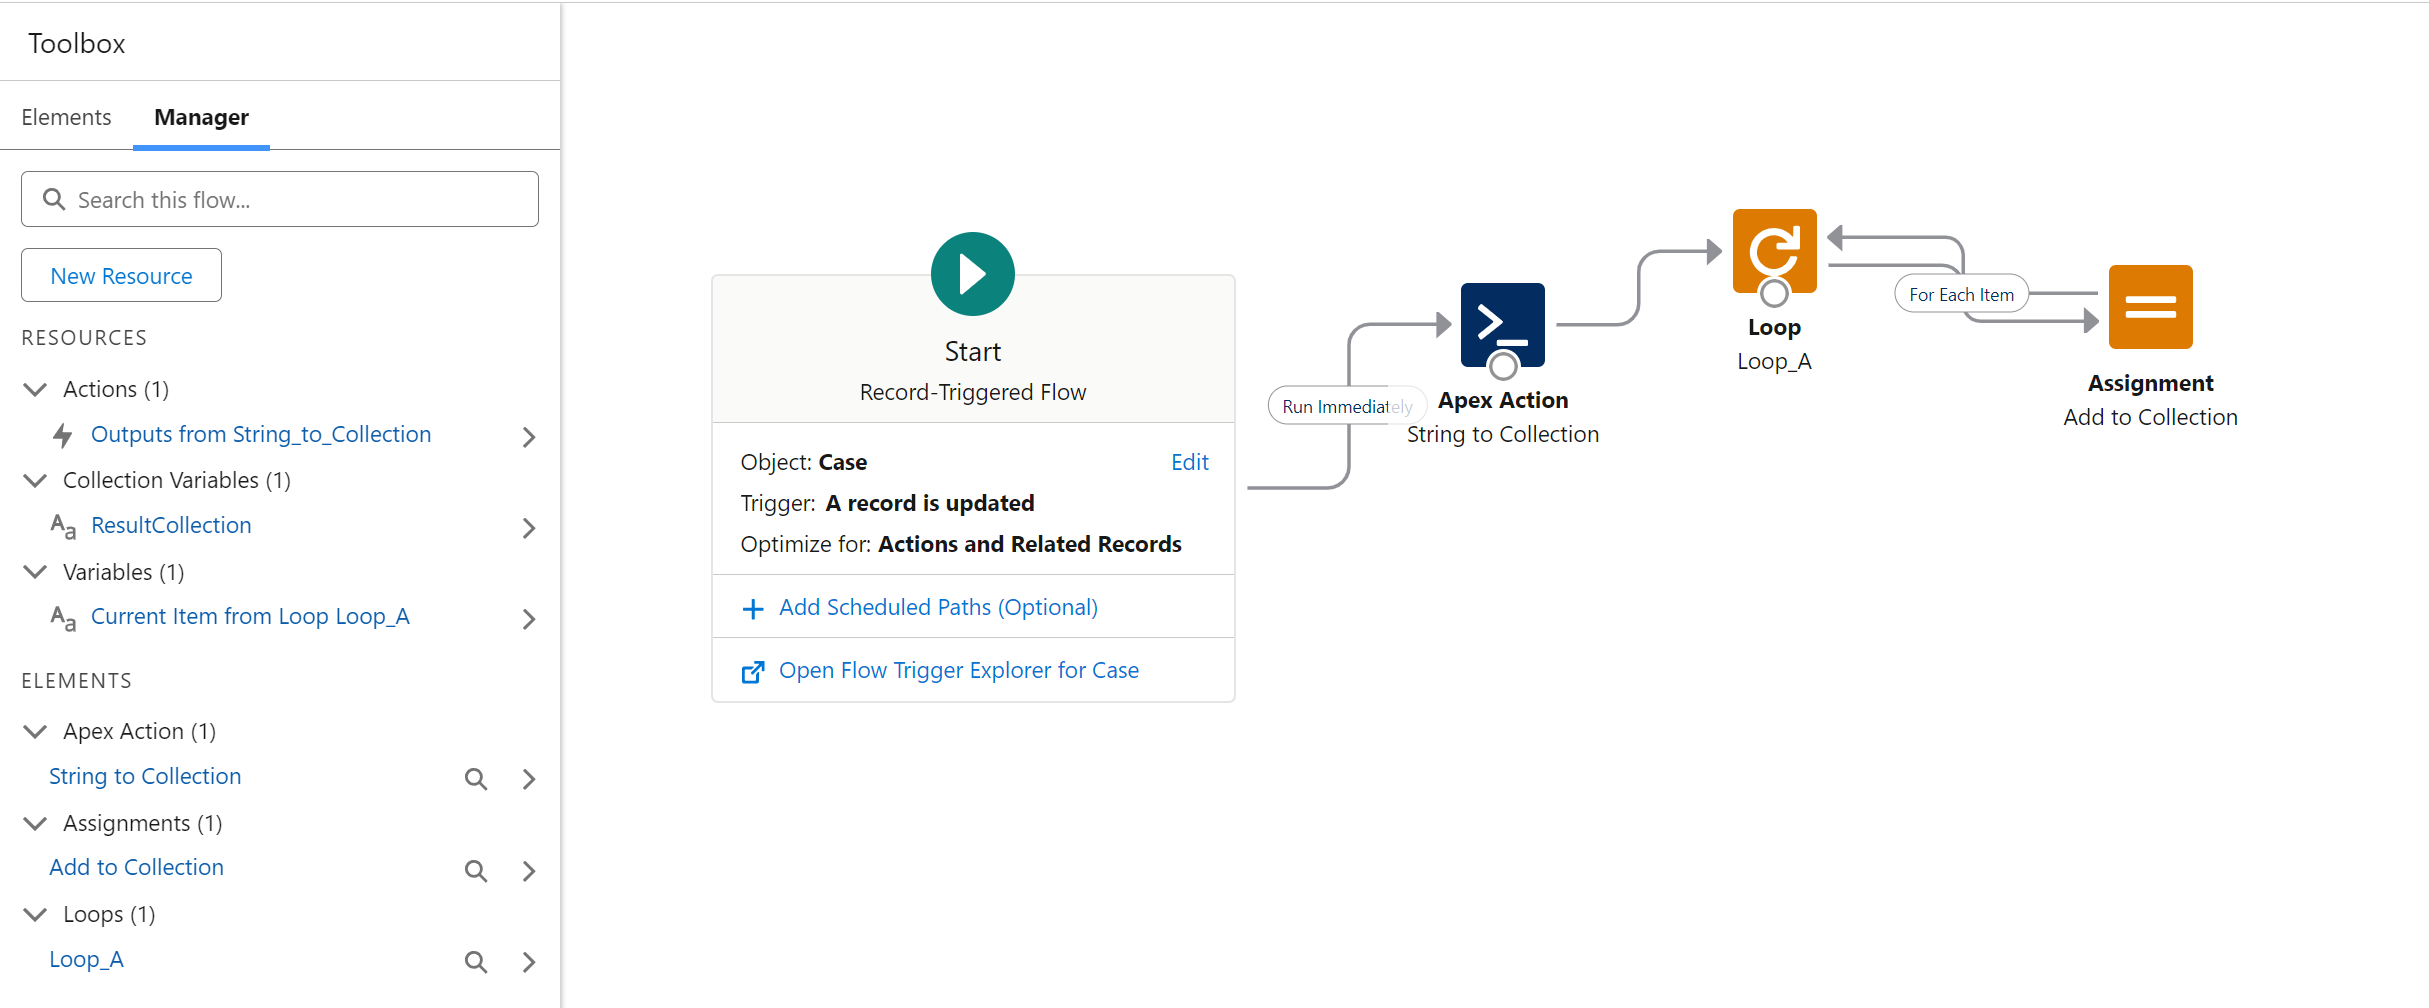 Toolbox
Elements
Manager
Search this flow...
New Resource
RESOURCES
Actions (1)
Outputs from String_to_Collection
Collection Variables (1)
Aa ResultCollection
Variables (1)
Aa Current Item from Loop Loop_A
ELEMENTS
Apex Action (1)
String to Collection
Assignments (1)
Add to Collection
Loops (1)
Loop_A
Start
Record-Triggered Flow
Object: Case
Edit
Trigger: A record is updated
Optimize for: Actions and Related Records
Add Scheduled Paths (Optional)
Open Flow Trigger Explorer for Case
Run Immediately
Apex Action
String to Collection
Loop
Loop_A
For Each Item
Assignment
Add to Collection